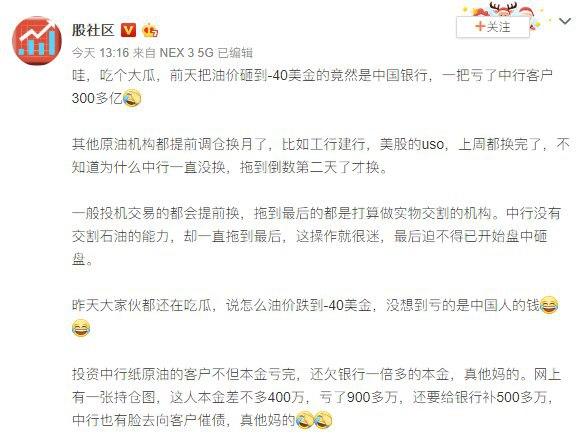 股社区
+关注
今天 13:16 来自 NEX 3 5G 已编辑
哇，吃个大瓜，前天把油价砸到-40美金的竟然是中国银行，一把亏了中行客户
300多亿
其他原油机构都提前调仓换月了，比如工行建行，美股的uso，上周都换完了，不
知道为什么中行一直没换，拖到倒数第二天了才换。
一般投机交易的都会提前换，拖到最后的都是打算做实物交割的机构。中行没有
交割石油的能力，却一直拖到最后，这操作就很迷，最后迫不得已开始盘中砸
盘。
昨天大家伙都还在吃瓜，说怎么油价跌到-40美金，没想到亏的是中国人的钱
投资中行纸原油的客户不但本金亏完，还欠银行一倍多的本金，真他妈的。网上
有一张持仓图，这人本金差不多400万，亏了900多万，还要给银行补500多万，
中行也有脸去向客户催债，真他妈的